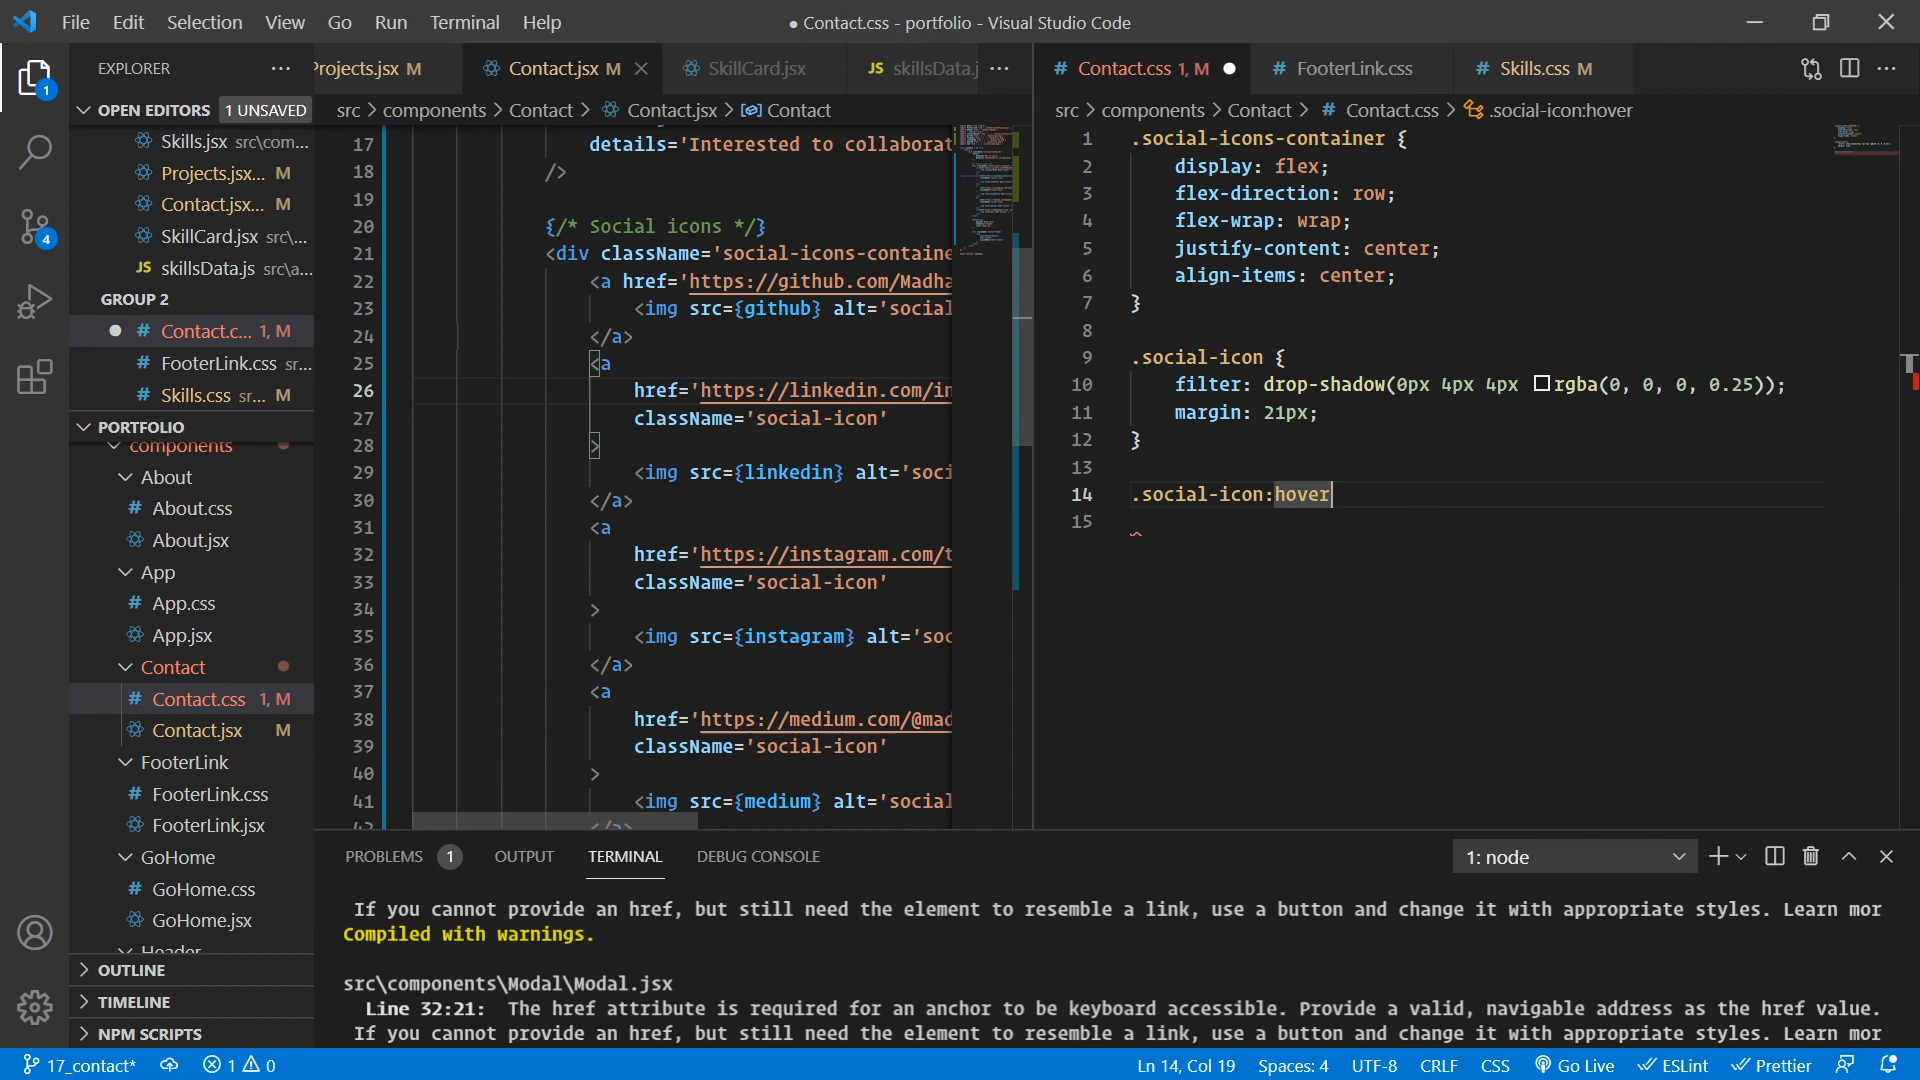 File Edit Selection View Go Run Terminal Help
● Contact.css - portfolio - Visual Studio Code
EXPLORER
OPEN EDITORS 1 UNSAVED
Skills.jsx src\com...
Projects.jsx... M
Contact.jsx... M
SkillCard.jsx src\...
JS skillsData.js src\a...
GROUP 2
# Contact.c... 1, M
# FooterLink.css sr...
# Skills.css sr... M
PORTFOLIO
components
About
# About.css
About.jsx
App
# App.css
App.jsx
Contact
# Contact.css 1, M
Contact.jsx M
FooterLink
# FooterLink.css
FooterLink.jsx
GoHome
# GoHome.css
GoHome.jsx
Header
OUTLINE
TIMELINE
NPM SCRIPTS
1
4
Projects.jsx M Contact.jsx M SkillCard.jsx JS skillsData.j ...
src > components > Contact > Contact.jsx > Contact
17 details='Interested to collaborat
18 />
19
20 {/* Social icons */}
21 <div className='social-icons-containe
22 <a href='https://github.com/Madha
23 <img src={github} alt='social
24 </a>
25 <a
26 href='https://linkedin.com/in
27 className='social-icon'
28 >
29 <img src={linkedin} alt='soci
30 </a>
31 <a
32 href='https://instagram.com/t
33 className='social-icon'
34 >
35 <img src={instagram} alt='soc
36 </a>
37 <a
38 href='https://medium.com/@mad
39 className='social-icon'
40 >
41 <img src={medium} alt='social
42 </a>
# Contact.css 1, M # FooterLink.css # Skills.css M
src > components > Contact > # Contact.css > .social-icon:hover
1 .social-icons-container {
2 display: flex;
3 flex-direction: row;
4 flex-wrap: wrap;
5 justify-content: center;
6 align-items: center;
7 }
8
9 .social-icon {
10 filter: drop-shadow(0px 4px 4px rgba(0, 0, 0, 0.25));
11 margin: 21px;
12 }
13
14 .social-icon:hover
15
PROBLEMS 1 OUTPUT TERMINAL DEBUG CONSOLE 1: node
If you cannot provide an href, but still need the element to resemble a link, use a button and change it with appropriate styles. Learn mor
Compiled with warnings.
src\components\Modal\Modal.jsx
Line 32:21: The href attribute is required for an anchor to be keyboard accessible. Provide a valid, navigable address as the href value.
If you cannot provide an href, but still need the element to resemble a link, use a button and change it with appropriate styles. Learn mor
17_contact* 1 0 Ln 14, Col 19 Spaces: 4 UTF-8 CRLF CSS Go Live ESLint Prettier